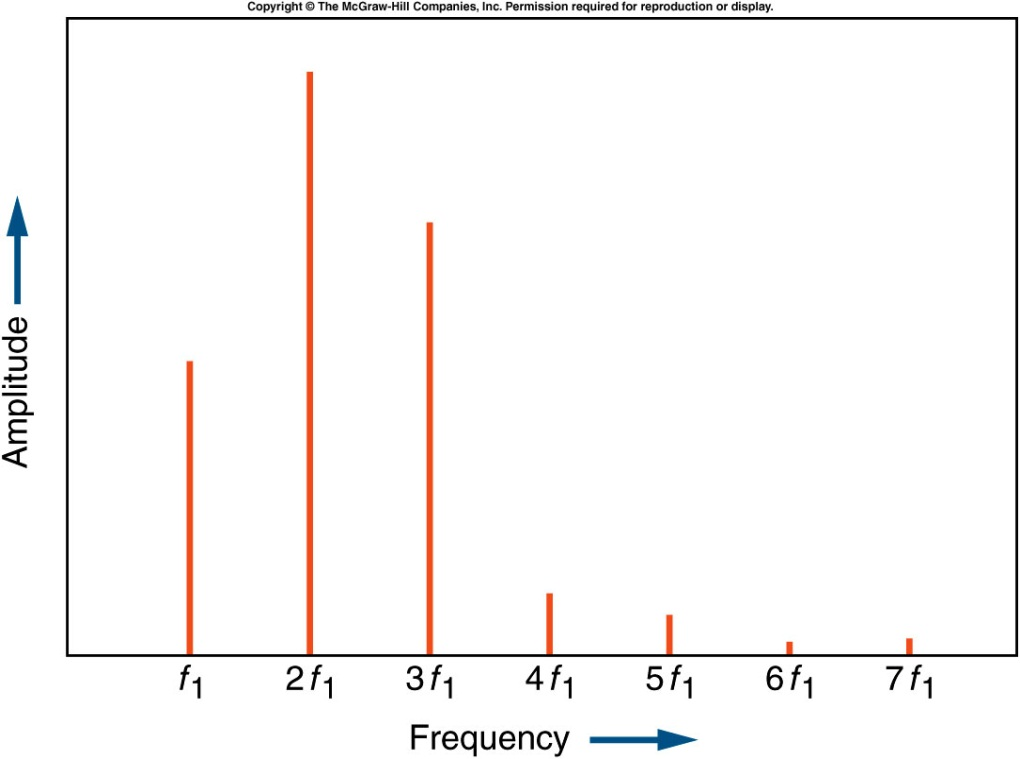 Copyright © The McGraw-Hill Companies, Inc. Permission required for reproduction or display.
Amplitude
f1 2f1 3f1 4f1 5f1 6f1 7f1
Frequency